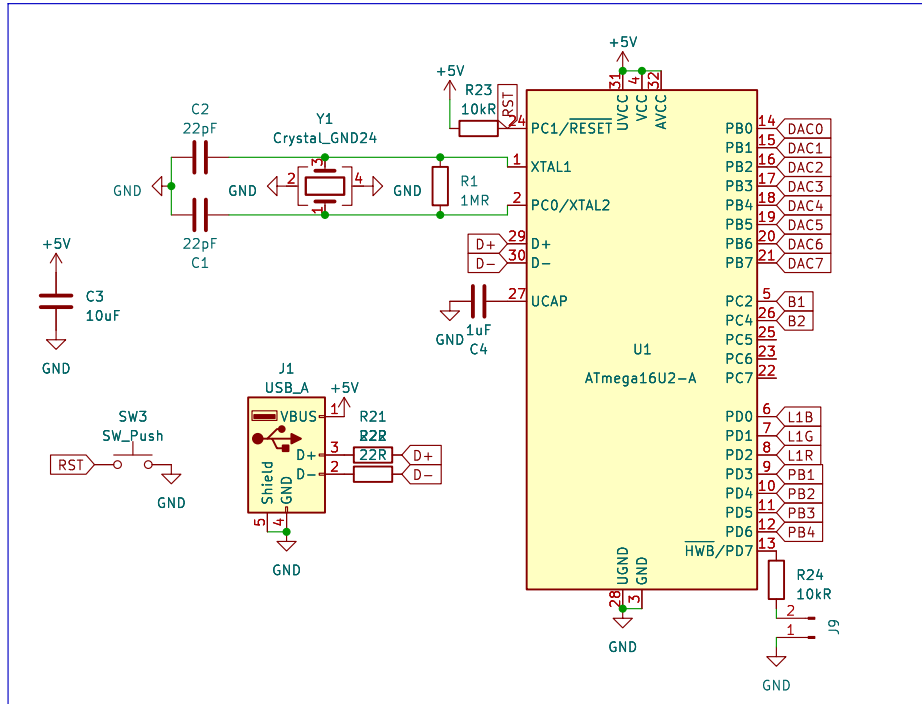 +5V
+5V
R23
10kR
RST
24
31
UVCC
4
VCC
32
AVCC
PC1/RESET
PB0
14
DAC0
PB1
15
DAC1
PB2
16
DAC2
PB3
17
DAC3
PB4
18
DAC4
PB5
19
DAC5
PB6
20
DAC6
PB7
21
DAC7
C2
22pF
Y1
Crystal_GND24
3
2
4
1
GND
GND
GND
R1
1MR
22pF
C1
1
XTAL1
2
PC0/XTAL2
D+
29
D+
D-
30
D-
27
UCAP
GND
1uF
C4
+5V
C3
10uF
GND
PC2
5
B1
PC4
26
B2
PC5
25
PC6
23
PC7
22
U1
ATmega16U2-A
J1
USB_A
+5V
VBUS
1
R21
22R
D+
3
D+
22R
D-
2
D-
Shield
GND
5
4
GND
SW3
SW_Push
RST
GND
PD0
6
L1B
PD1
7
L1G
PD2
8
L1R
PD3
9
PB1
PD4
10
PB2
PD5
11
PB3
PD6
12
PB4
HWB/PD7
13
UGND
GND
28
3
GND
R24
10kR
2
1
J9
GND